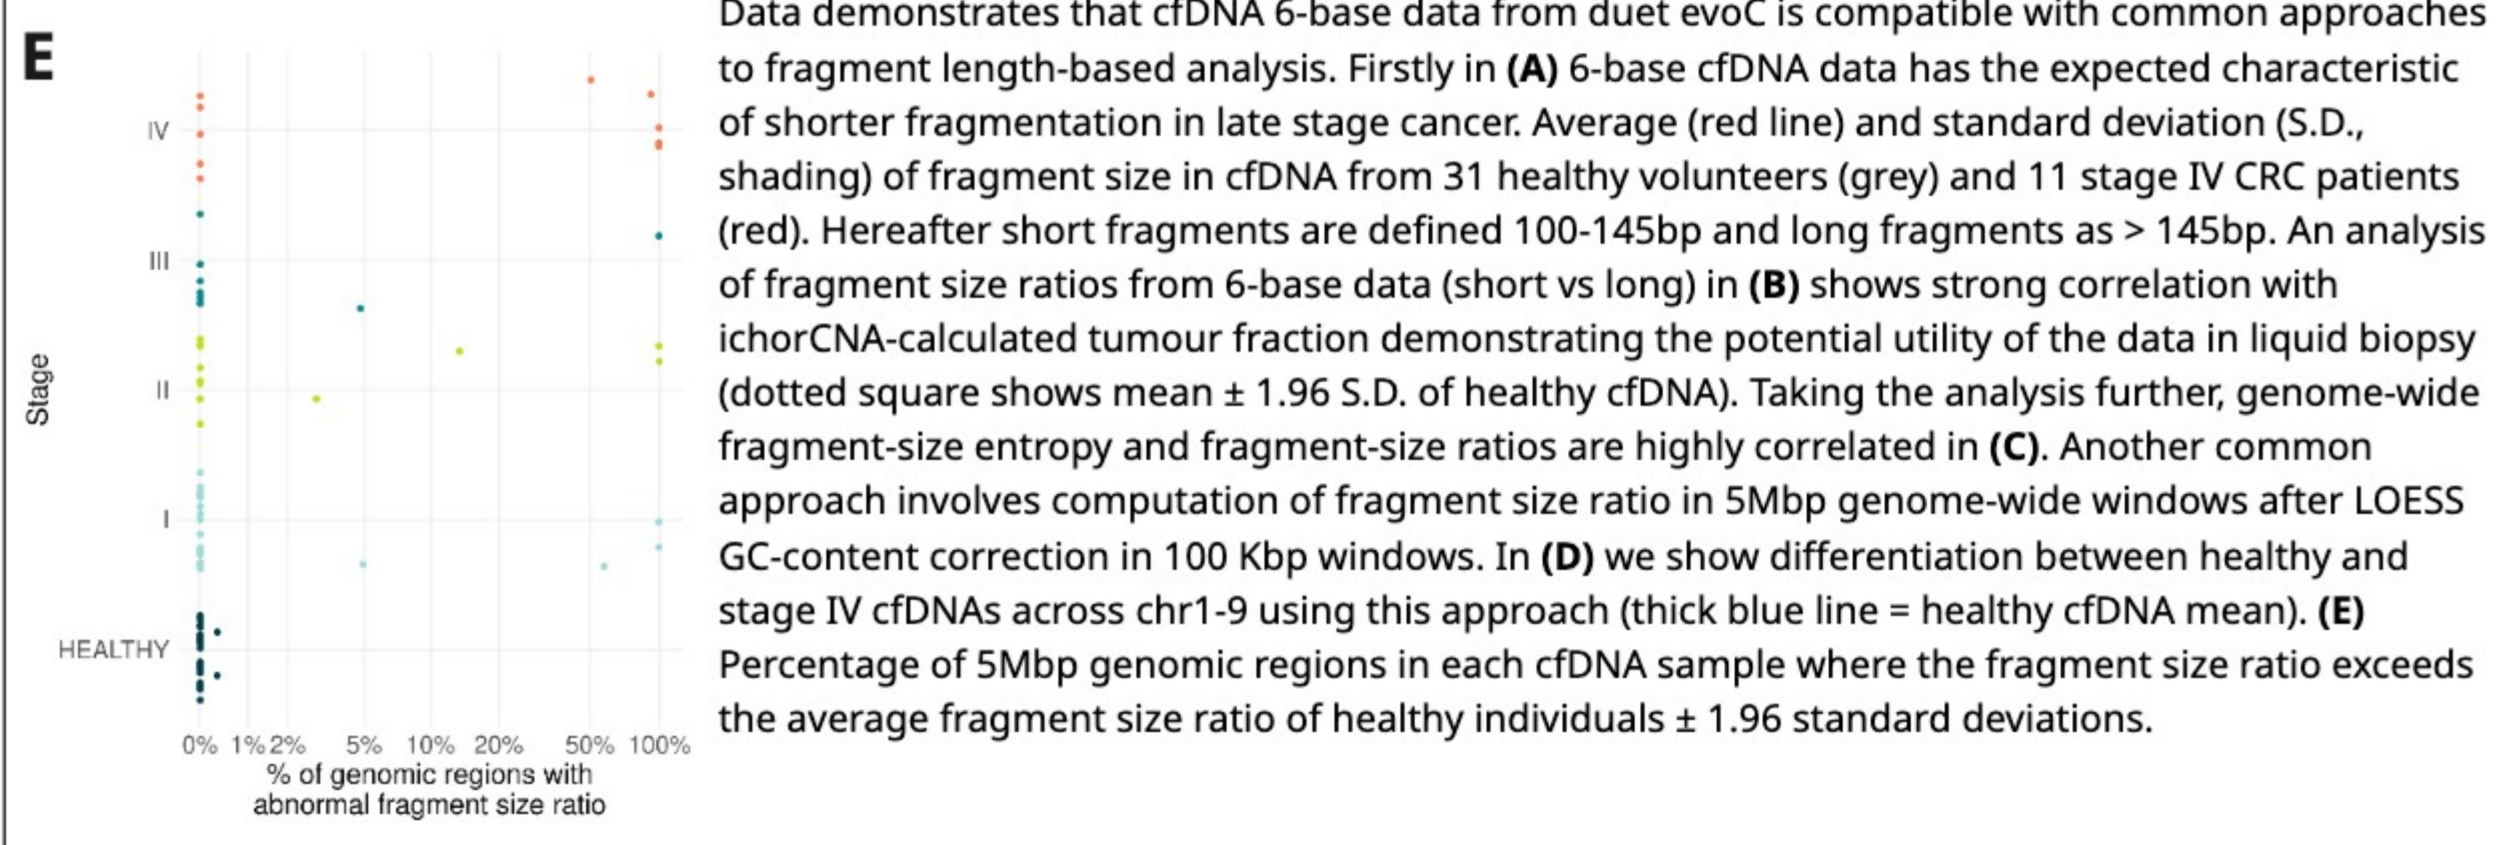 E
IV
III
II
I
HEALTHY
Stage
0% 1% 2% 5% 10% 20% 50% 100%
% of genomic regions with
abnormal fragment size ratio
Data demonstrates that cfDNA 6-base data from duet evoC is compatible with common approaches
to fragment length-based analysis. Firstly in (A) 6-base cfDNA data has the expected characteristic
of shorter fragmentation in late stage cancer. Average (red line) and standard deviation (S.D.,
shading) of fragment size in cfDNA from 31 healthy volunteers (grey) and 11 stage IV CRC patients
(red). Hereafter short fragments are defined 100-145bp and long fragments as > 145bp. An analysis
of fragment size ratios from 6-base data (short vs long) in (B) shows strong correlation with
ichorCNA-calculated tumour fraction demonstrating the potential utility of the data in liquid biopsy
(dotted square shows mean ± 1.96 S.D. of healthy cfDNA). Taking the analysis further, genome-wide
fragment-size entropy and fragment-size ratios are highly correlated in (C). Another common
approach involves computation of fragment size ratio in 5Mbp genome-wide windows after LOESS
GC-content correction in 100 Kbp windows. In (D) we show differentiation between healthy and
stage IV cfDNAs across chr1-9 using this approach (thick blue line = healthy cfDNA mean). (E)
Percentage of 5Mbp genomic regions in each cfDNA sample where the fragment size ratio exceeds
the average fragment size ratio of healthy individuals ± 1.96 standard deviations.